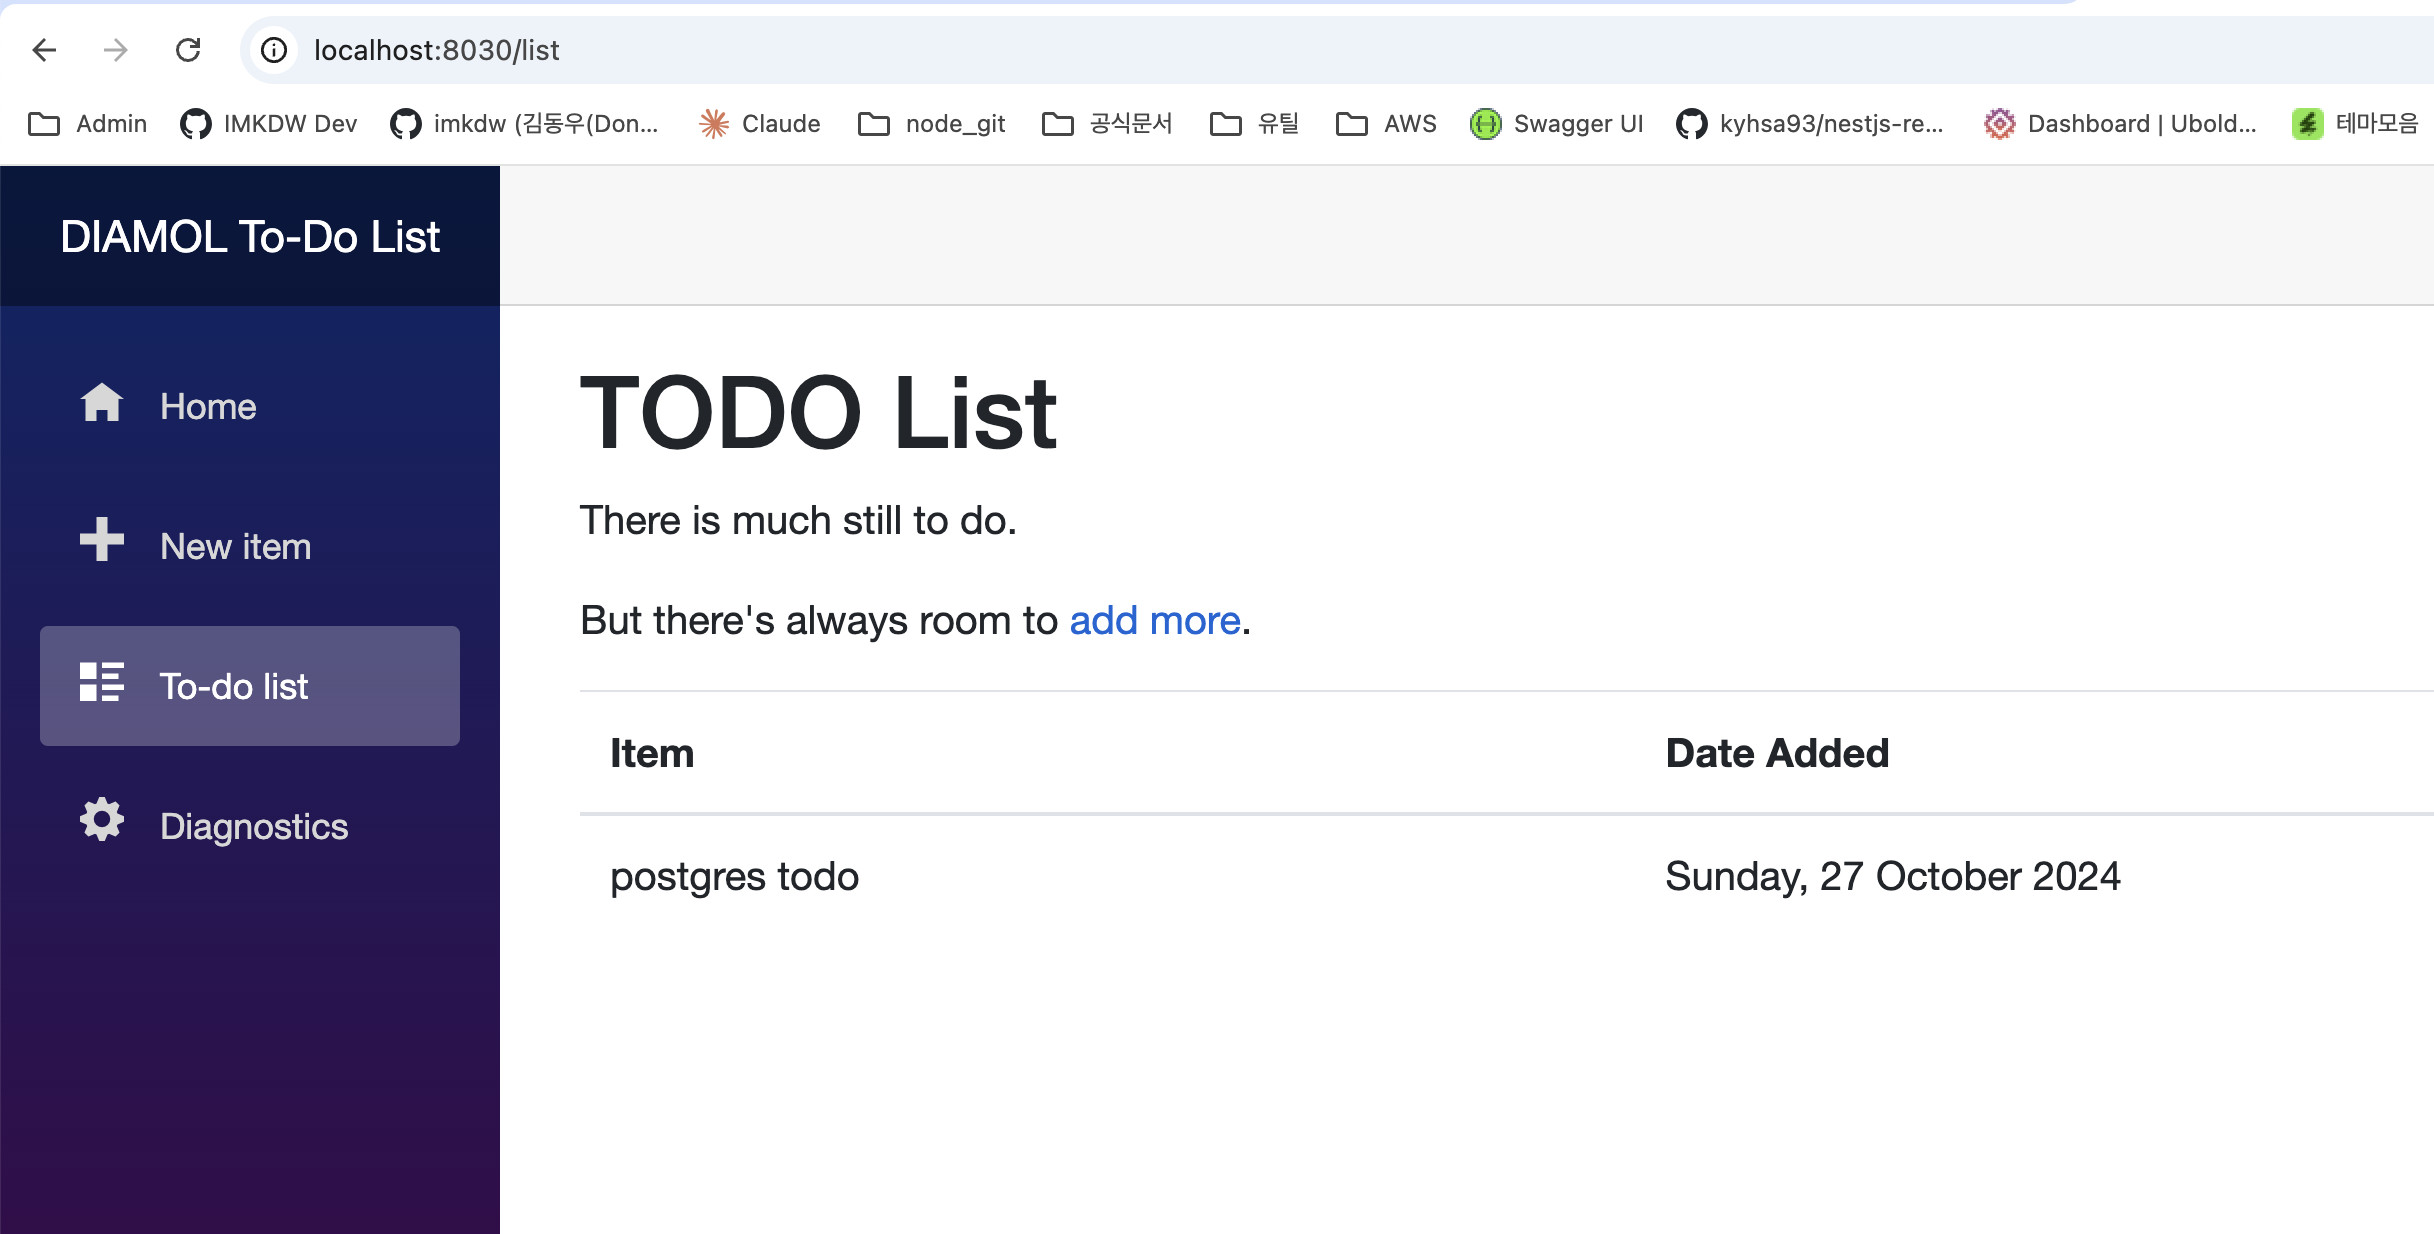 localhost:8030/list
Admin IMKDW Dev imkdw (김동우(Don... Claude node_git 공식문서 유틸 AWS Swagger UI kyhsa93/nestjs-re... Dashboard | Ubold... 테마모음
DIAMOL To-Do List
Home
New item
To-do list
Diagnostics
TODO List
There is much still to do.
But there's always room to add more.
Item Date Added
postgres todo Sunday, 27 October 2024